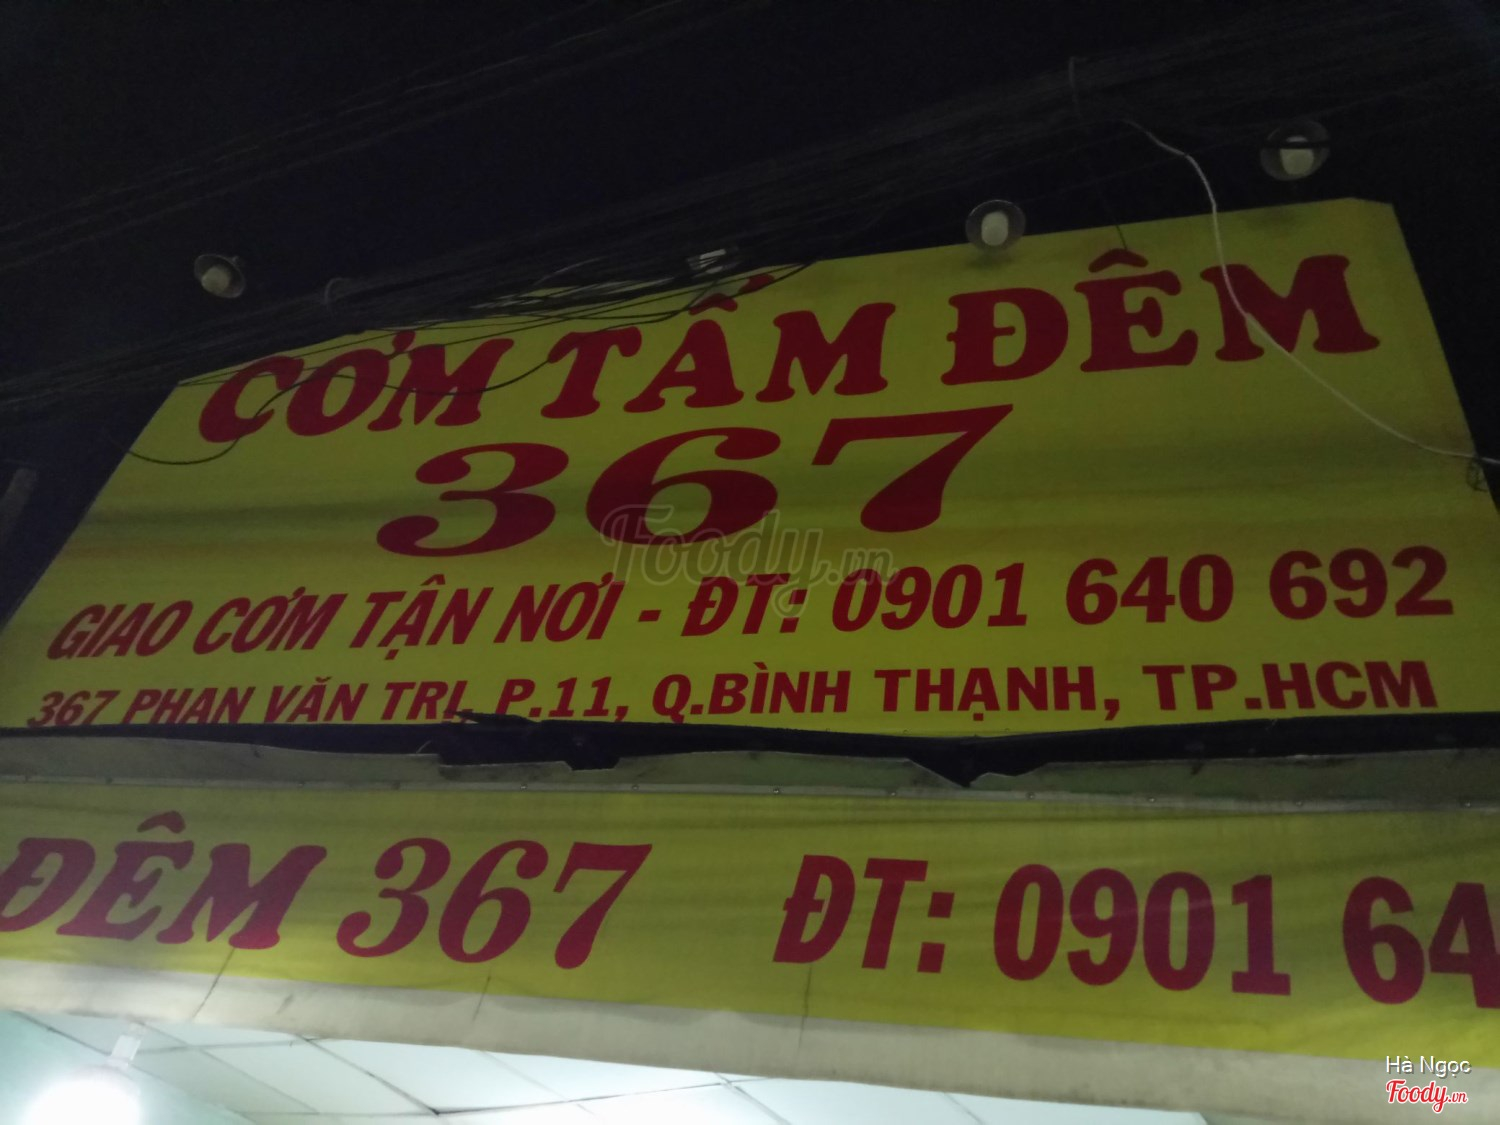 CƠM TẤM ĐÊM
367
GIAO CƠM TẬN NƠI - ĐT: 0901 640 692
367 PHAN VĂN TRỊ, P.11, Q.BÌNH THẠNH, TP.HCM
Foody.vn
ĐÊM 367 ĐT: 0901 64
Hà Ngọc
Foody.vn